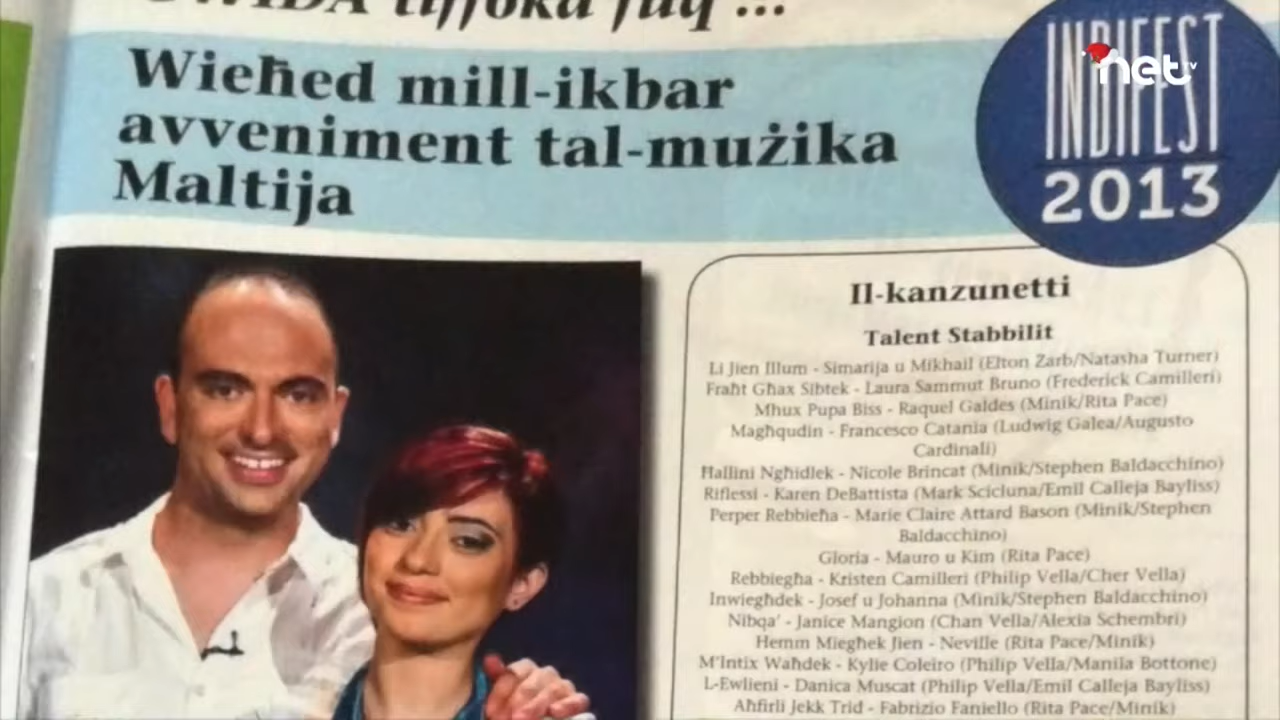 tiffoka fuq ...
Wieħed mill-ikbar
avveniment tal-mużika
Maltija
INDIFEST
2013
net TV
Il-kanzunetti
Talent Stabbilit
Li Jien Illum - Simarija u Mikhail (Elton Zarb/Natasha Turner)
Fraħt Għax Sibtek - Laura Sammut Bruno (Frederick Camilleri)
Mhux Pupa Biss - Raquel Galdes (Minik/Rita Pace)
Magħqudin - Francesco Catania (Ludwig Galea/Augusto
Cardinali)
Ħallini Ngħidlek - Nicole Brincat (Minik/Stephen Baldacchino)
Riflessi - Karen DeBattista (Mark Scicluna/Emil Calleja Bayliss)
Perper Rebbieħa - Marie Claire Attard Bason (Minik/Stephen
Baldacchino)
Gloria - Mauro u Kim (Rita Pace)
Rebbiegħa - Kristen Camilleri (Philip Vella/Cher Vella)
Inwiegħdek - Josef u Johanna (Minik/Stephen Baldacchino)
Nibqa' - Janice Mangion (Chan Vella/Alexia Schembri)
Hemm Miegħek Jien - Neville (Rita Pace/Minik)
M'Intix Waħdek - Kylie Coleiro (Philip Vella/Manila Bottone)
L-Ewlieni - Danica Muscat (Philip Vella/Emil Calleja Bayliss)
Aħfirli Jekk Trid - Fabrizio Faniello (Rita Pace/Minik)